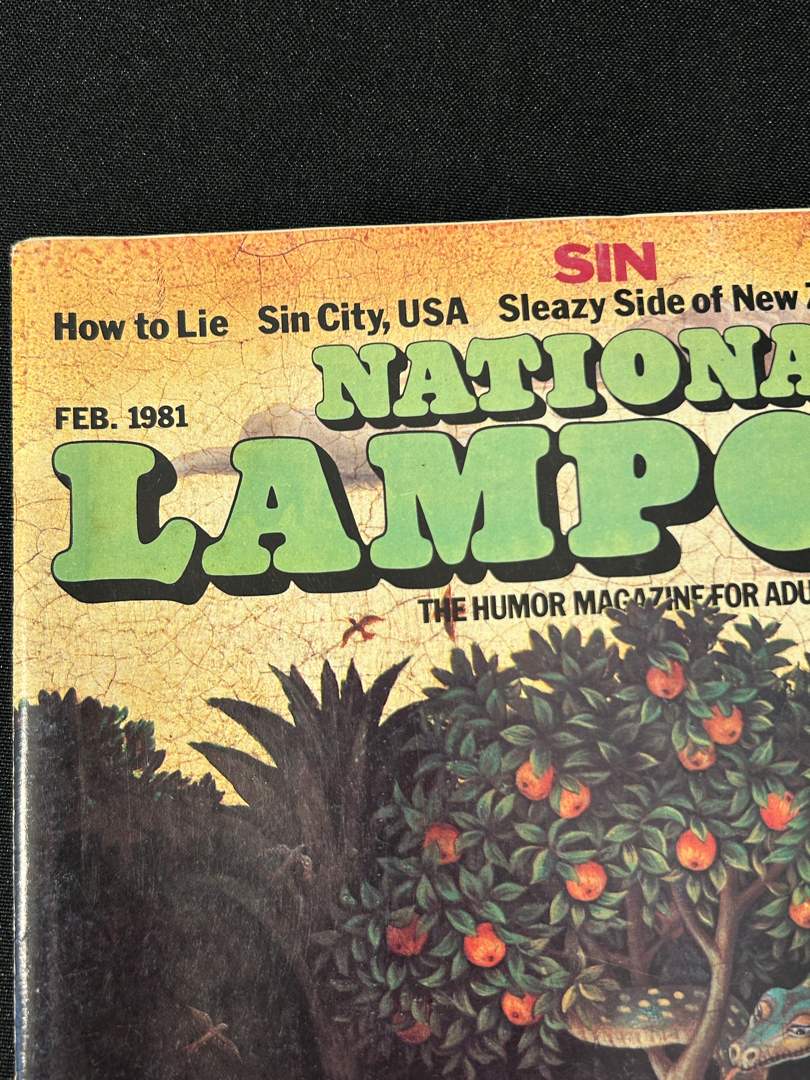 SIN
How to Lie Sin City, USA Sleazy Side of New
NATIONA
FEB. 1981
LAMPO
THE HUMOR MAGAZINE FOR ADU